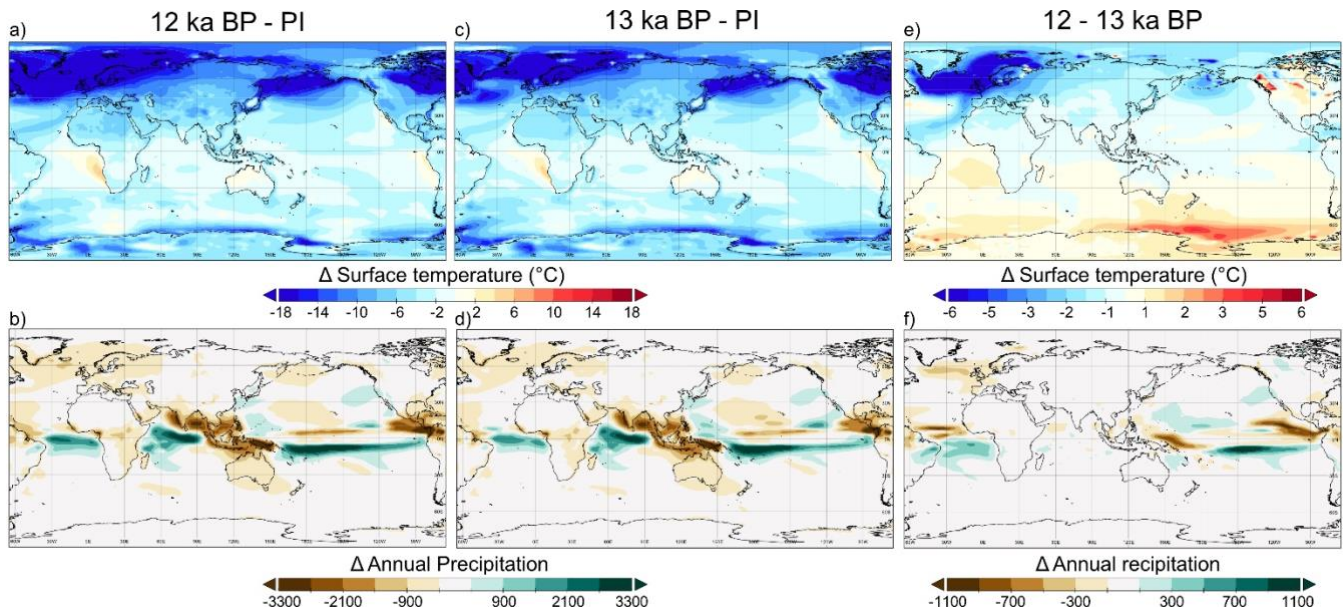 12 ka BP - PI
13 ka BP - PI
12 - 13 ka BP
a)
c)
e)
Δ Surface temperature (°C)
-18 -14 -10 -6 -2 2 6 10 14 18
Δ Surface temperature (°C)
-6 -5 -3 -2 -1 1 2 3 5 6
b)
d)
f)
Δ Annual Precipitation
-3300 -2100 -900 900 2100 3300
Δ Annual recipitation
-1100 -700 -300 300 700 1100